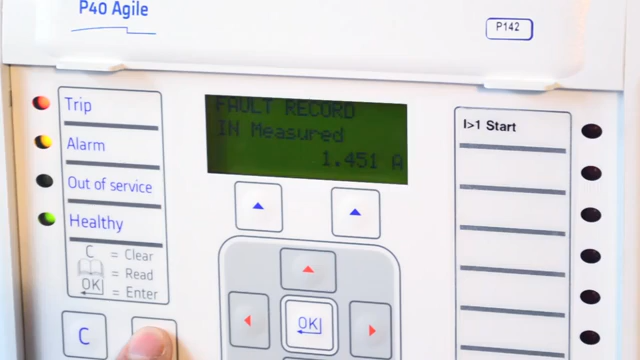 P40 Agile
P142
Trip
Alarm
Out of service
Healthy
C = Clear
= Read
OK = Enter
FAULT RECORD
IN Measured
1.451 A
I>1 Start
OK
C